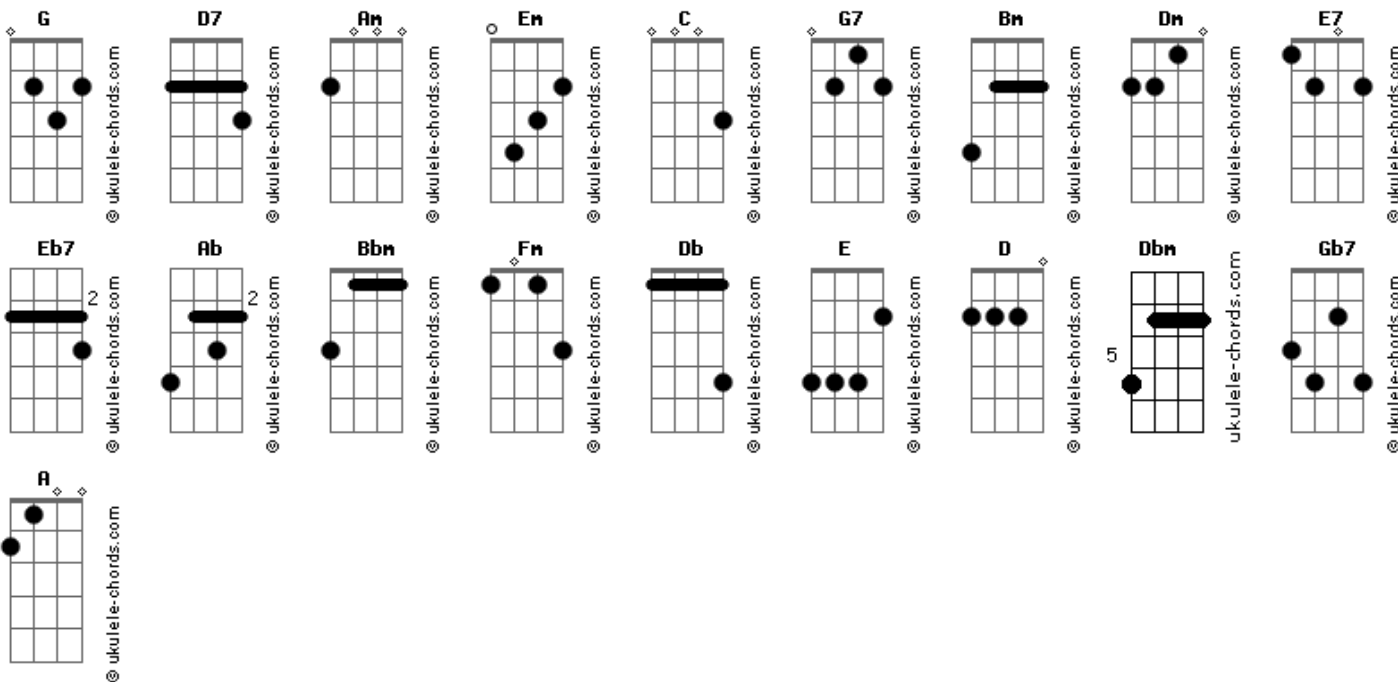 G D7 Am Em C G7 Bm Dm E7
© ukulele-chords.com © ukulele-chords.com © ukulele-chords.com © ukulele-chords.com © ukulele-chords.com © ukulele-chords.com © ukulele-chords.com © ukulele-chords.com © ukulele-chords.com
Eb7 Ab Bbm Fm Db E D Dbm Gb7
2 2
5
© ukulele-chords.com © ukulele-chords.com © ukulele-chords.com © ukulele-chords.com © ukulele-chords.com © ukulele-chords.com © ukulele-chords.com ukulele-chords.com © ukulele-chords.com
A
© ukulele-chords.com